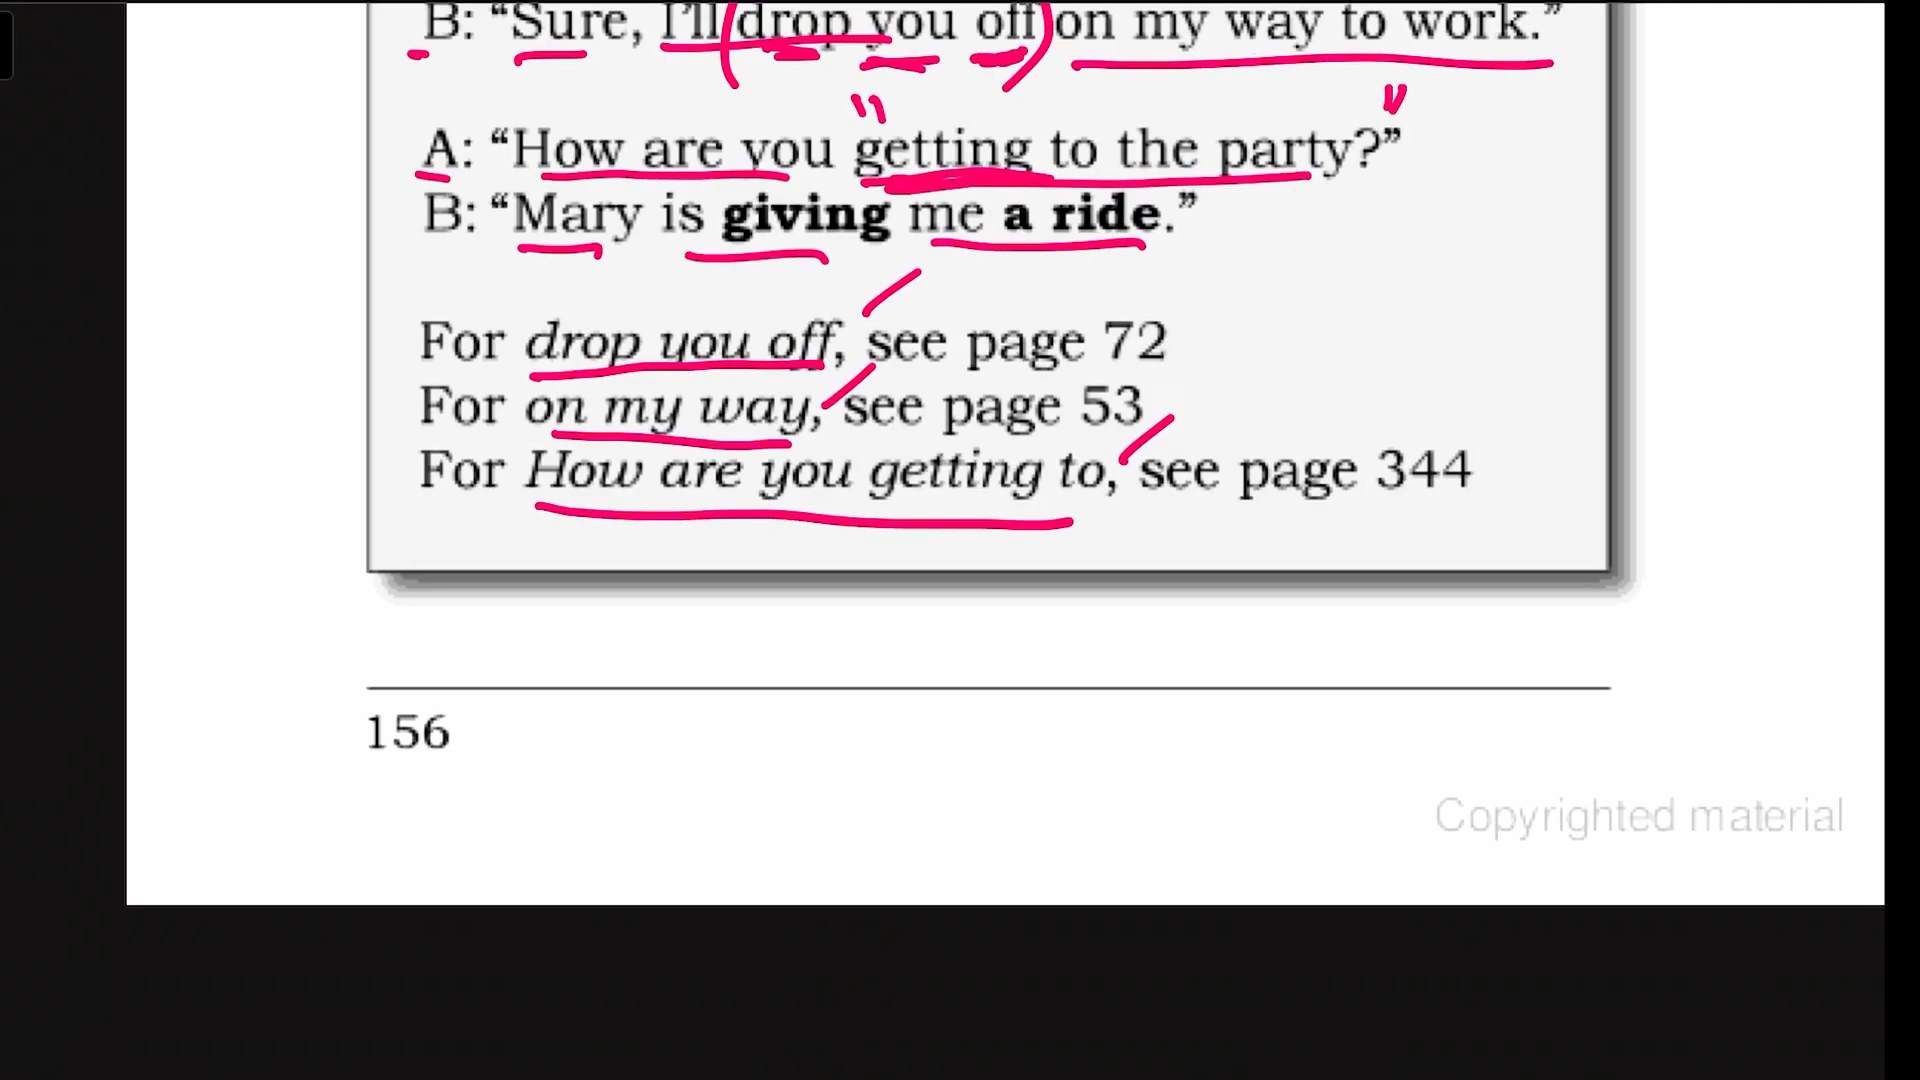 B: “Sure, I'll drop you off on my way to work.”
A: “How are you getting to the party?”
B: “Mary is giving me a ride.”
For drop you off, see page 72
For on my way, see page 53
For How are you getting to, see page 344
156
Copyrighted material